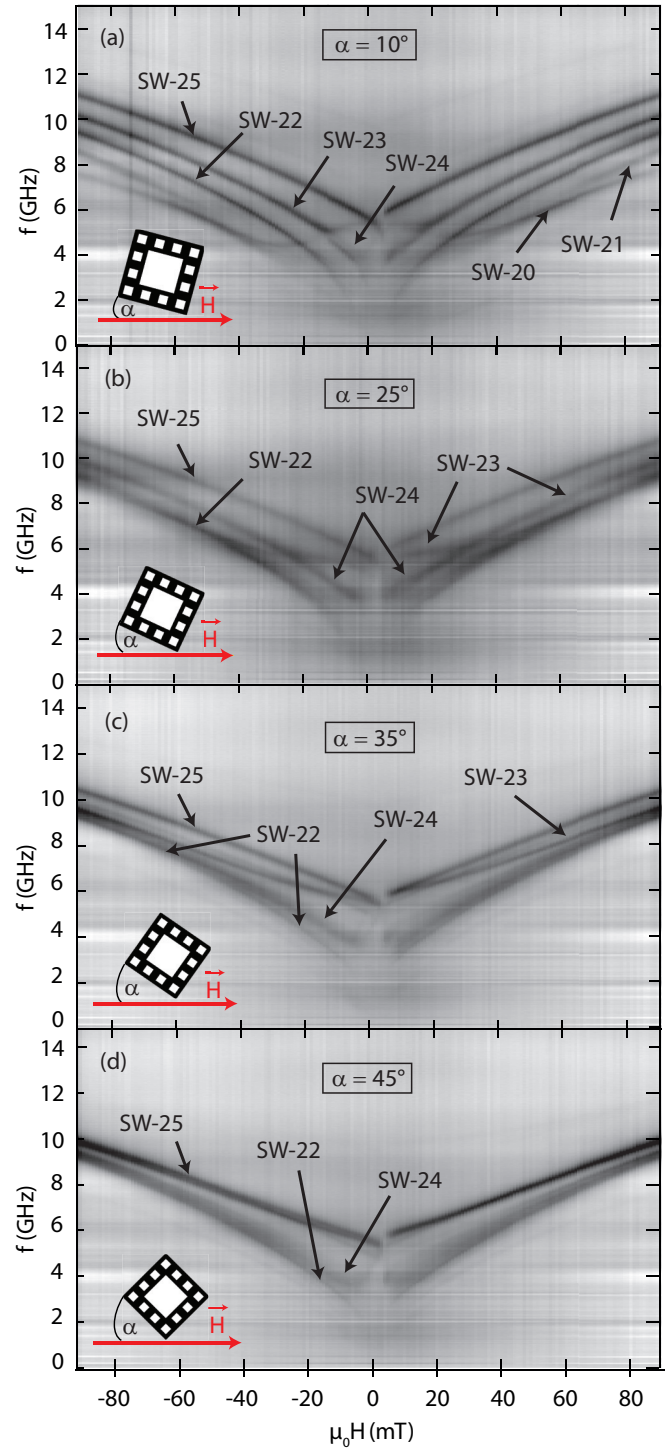 (a)
α = 10°
SW-25
SW-22
SW-23
SW-24
SW-20
SW-21
α
H
f (GHz)
14
12
10
8
6
4
2
0
(b)
α = 25°
SW-25
SW-22
SW-24
SW-23
α
H
f (GHz)
14
12
10
8
6
4
2
0
(c)
α = 35°
SW-25
SW-22
SW-24
SW-23
α
H
f (GHz)
14
12
10
8
6
4
2
0
(d)
α = 45°
SW-25
SW-22
SW-24
α
H
f (GHz)
14
12
10
8
6
4
2
0
-80 -60 -40 -20 0 20 40 60 80
μ₀H (mT)